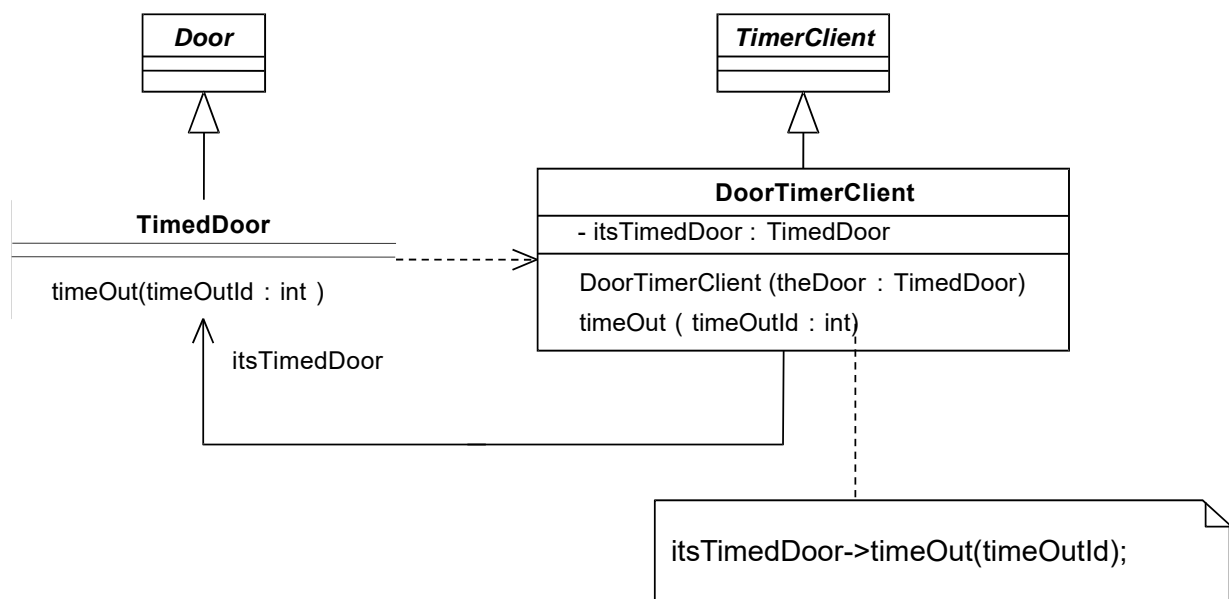 Door
TimerClient
TimedDoor
timeOut(timeOutId : int )
DoorTimerClient
- itsTimedDoor : TimedDoor
DoorTimerClient (theDoor : TimedDoor)
timeOut ( timeOutId : int)
itsTimedDoor
itsTimedDoor->timeOut(timeOutId);